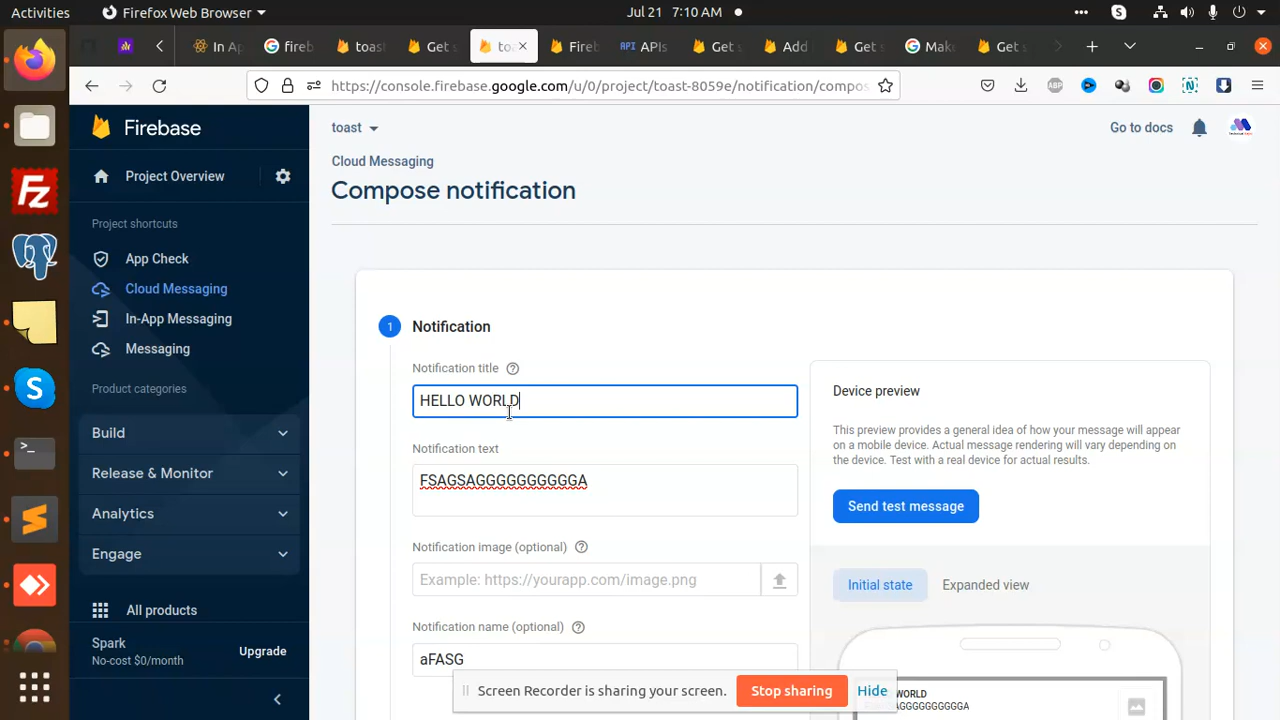 Firefox Web Browser
Jul 21 7:10 AM
In Ap
fireb
toas
Get s
toa
Fireb
API APIs
Get s
Add
Get s
Make
Get s
https://console.firebase.google.com/u/0/project/toast-8059e/notification/compos
ABP
Firebase
Project Overview
Project shortcuts
App Check
Cloud Messaging
In-App Messaging
Messaging
Product categories
Build
Release & Monitor
Analytics
Engage
All products
Spark
No-cost $0/month
Upgrade
toast
Go to docs
Cloud Messaging
Compose notification
1 Notification
Notification title
HELLO WORLD
Notification text
FSAGSAGGGGGGGGGGA
Notification image (optional)
Example: https://yourapp.com/image.png
Notification name (optional)
aFASG
Device preview
This preview provides a general idea of how your message will appear
on a mobile device. Actual message rendering will vary depending on
the device. Test with a real device for actual results.
Send test message
Initial state
Expanded view
WORLD
AGGGGGGGGGGA
Screen Recorder is sharing your screen.
Stop sharing
Hide